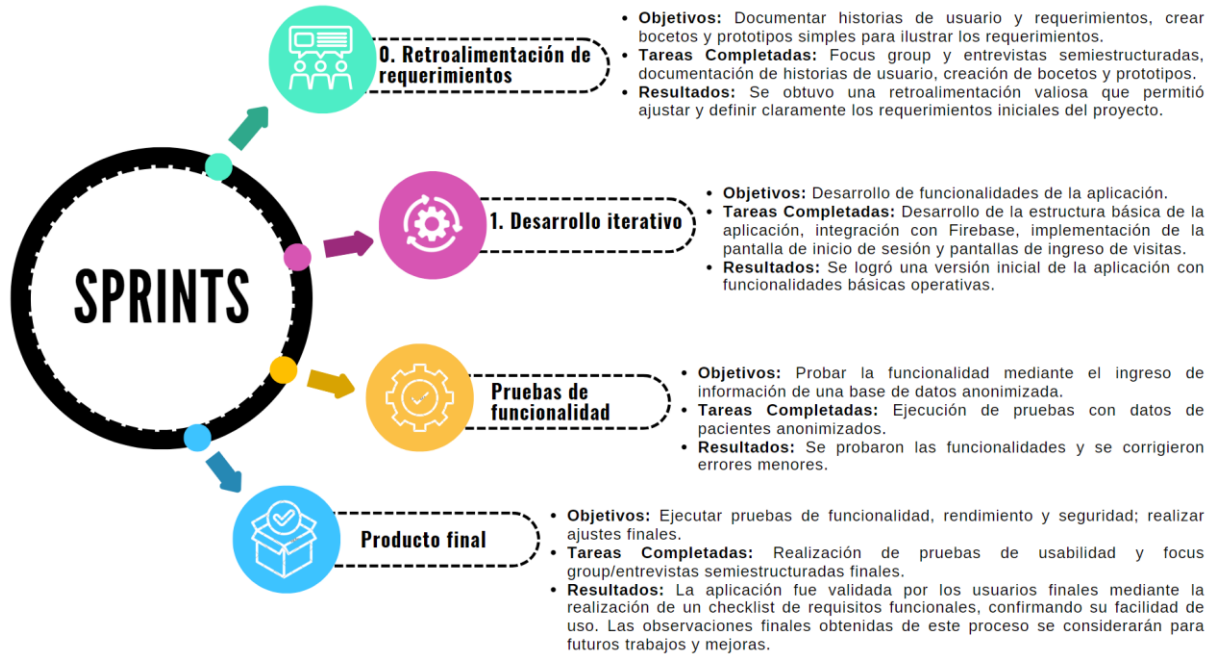 SPRINTS
0. Retroalimentación de
requerimientos
• Objetivos: Documentar historias de usuario y requerimientos, crear
bocetos y prototipos simples para ilustrar los requerimientos.
• Tareas Completadas: Focus group y entrevistas semiestructuradas,
documentación de historias de usuario, creación de bocetos y prototipos.
• Resultados: Se obtuvo una retroalimentación valiosa que permitió
ajustar y definir claramente los requerimientos iniciales del proyecto.
1. Desarrollo iterativo
• Objetivos: Desarrollo de funcionalidades de la aplicación.
• Tareas Completadas: Desarrollo de la estructura básica de la
aplicación, integración con Firebase, implementación de la
pantalla de inicio de sesión y pantallas de ingreso de visitas.
• Resultados: Se logró una versión inicial de la aplicación con
funcionalidades básicas operativas.
Pruebas de
funcionalidad
• Objetivos: Probar la funcionalidad mediante el ingreso de
información de una base de datos anonimizada.
• Tareas Completadas: Ejecución de pruebas con datos de
pacientes anonimizados.
• Resultados: Se probaron las funcionalidades y se corrigieron
errores menores.
Producto final
• Objetivos: Ejecutar pruebas de funcionalidad, rendimiento y seguridad; realizar
ajustes finales.
• Tareas Completadas: Realización de pruebas de usabilidad y focus
group/entrevistas semiestructuradas finales.
• Resultados: La aplicación fue validada por los usuarios finales mediante la
realización de un checklist de requisitos funcionales, confirmando su facilidad de
uso. Las observaciones finales obtenidas de este proceso se considerarán para
futuros trabajos y mejoras.